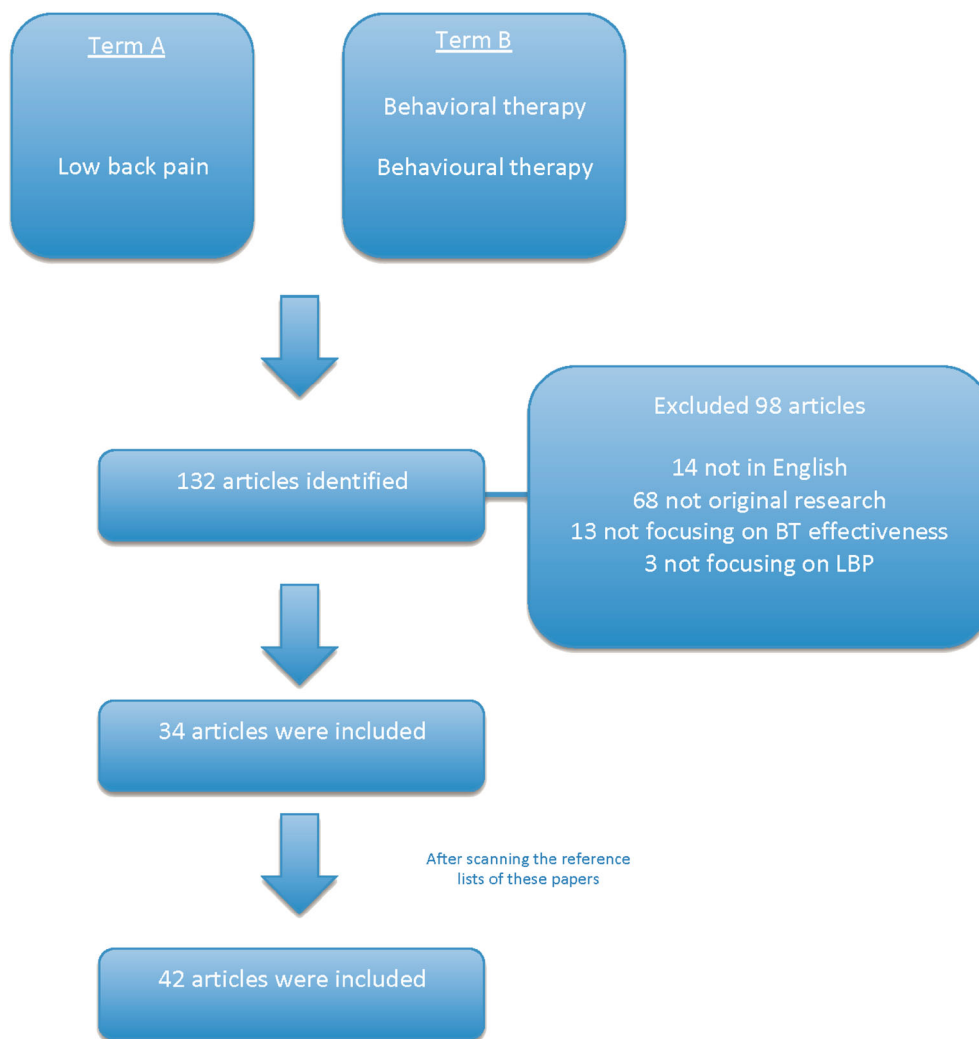 Term A
Low back pain
Term B
Behavioral therapy
Behavioural therapy
132 articles identified
Excluded 98 articles
14 not in English
68 not original research
13 not focusing on BT effectiveness
3 not focusing on LBP
34 articles were included
After scanning the reference
lists of these papers
42 articles were included